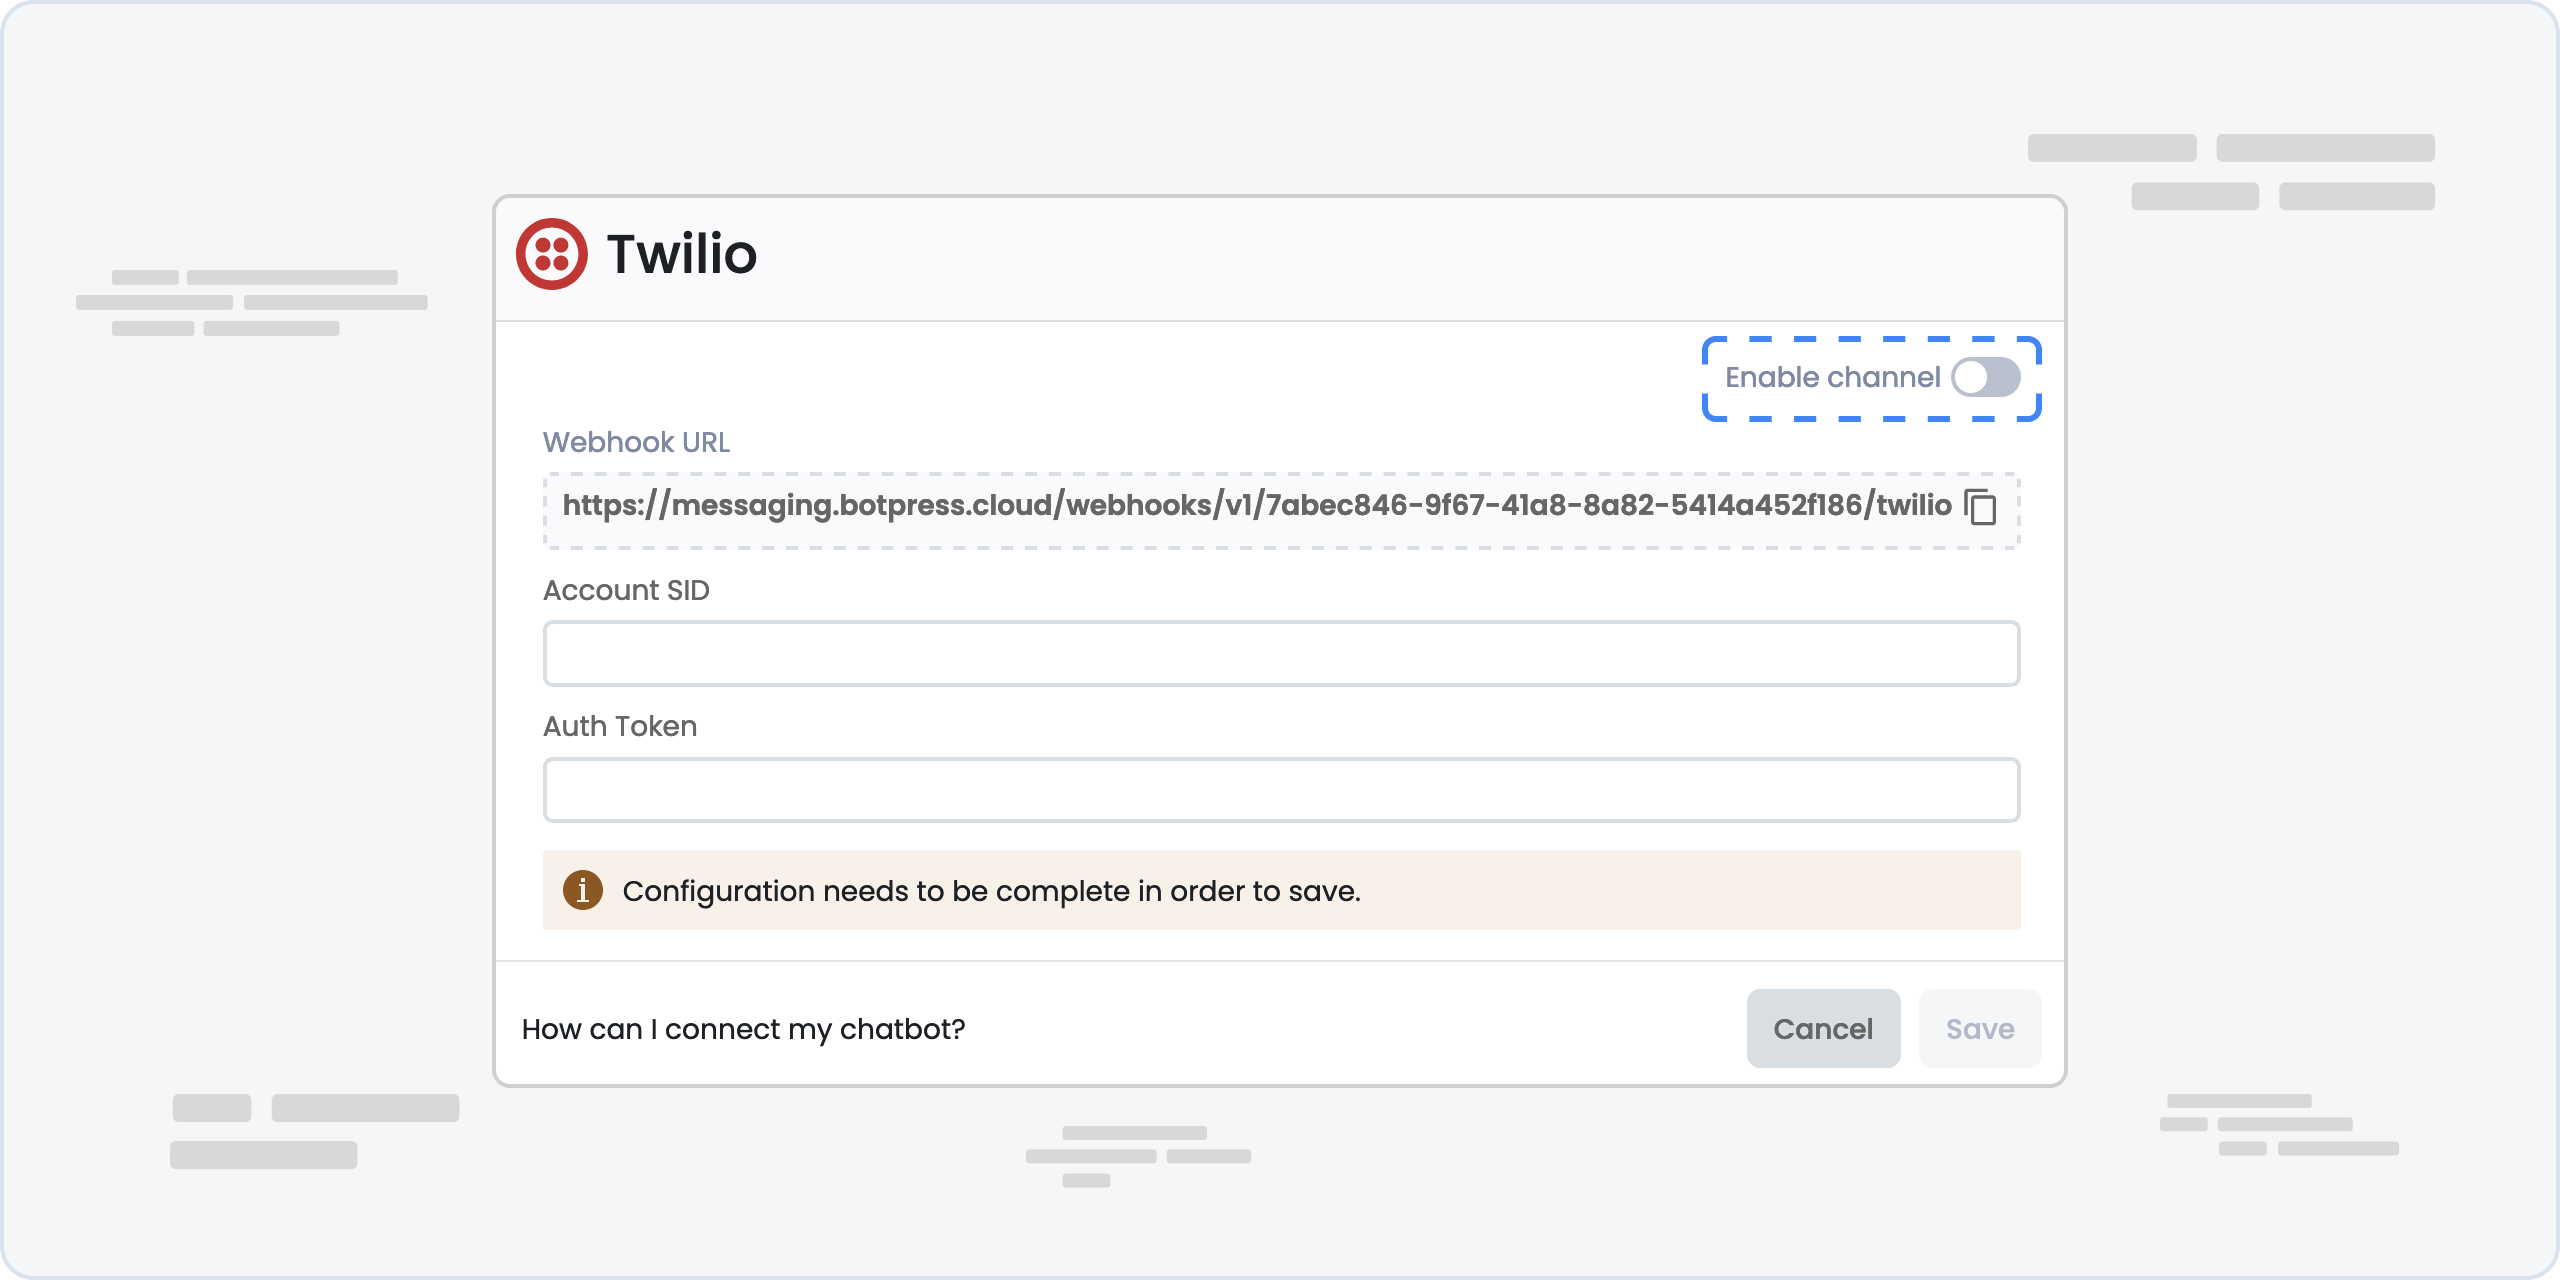 Twilio
Enable channel
Webhook URL
https://messaging.botpress.cloud/webhooks/v1/7abec846-9f67-41a8-8a82-5414a452f186/twilio
Account SID
Auth Token
Configuration needs to be complete in order to save.
How can I connect my chatbot?
Cancel
Save